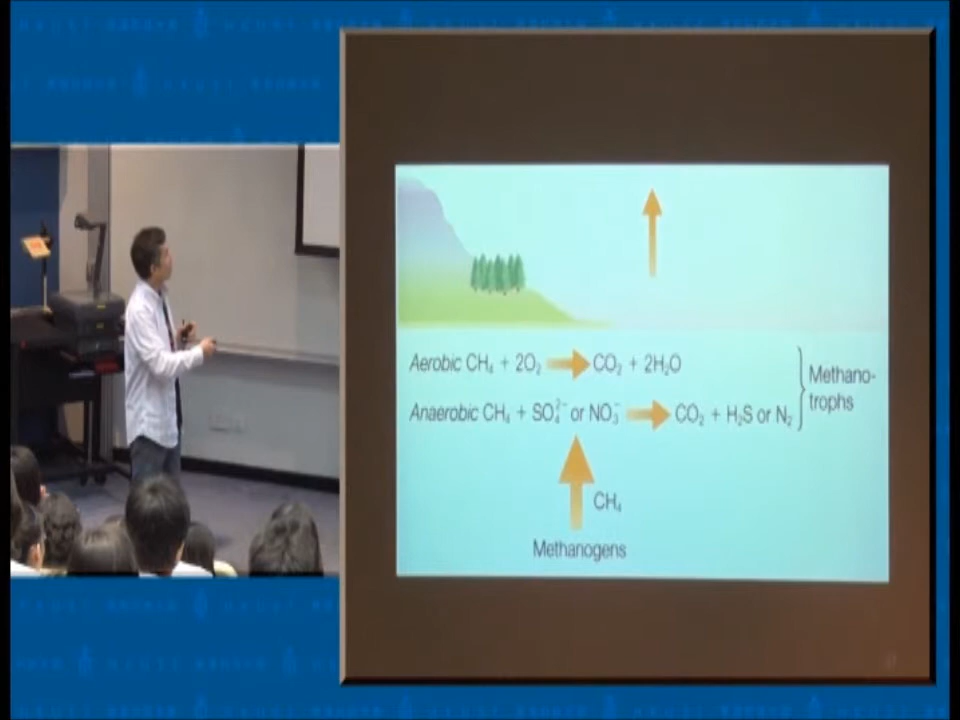 Aerobic CH₄ + 2O₂ → CO₂ + 2H₂O
Anaerobic CH₄ + SO₄²⁻ or NO₃⁻ → CO₂ + H₂S or N₂
Methano-
trophs
CH₄
Methanogens